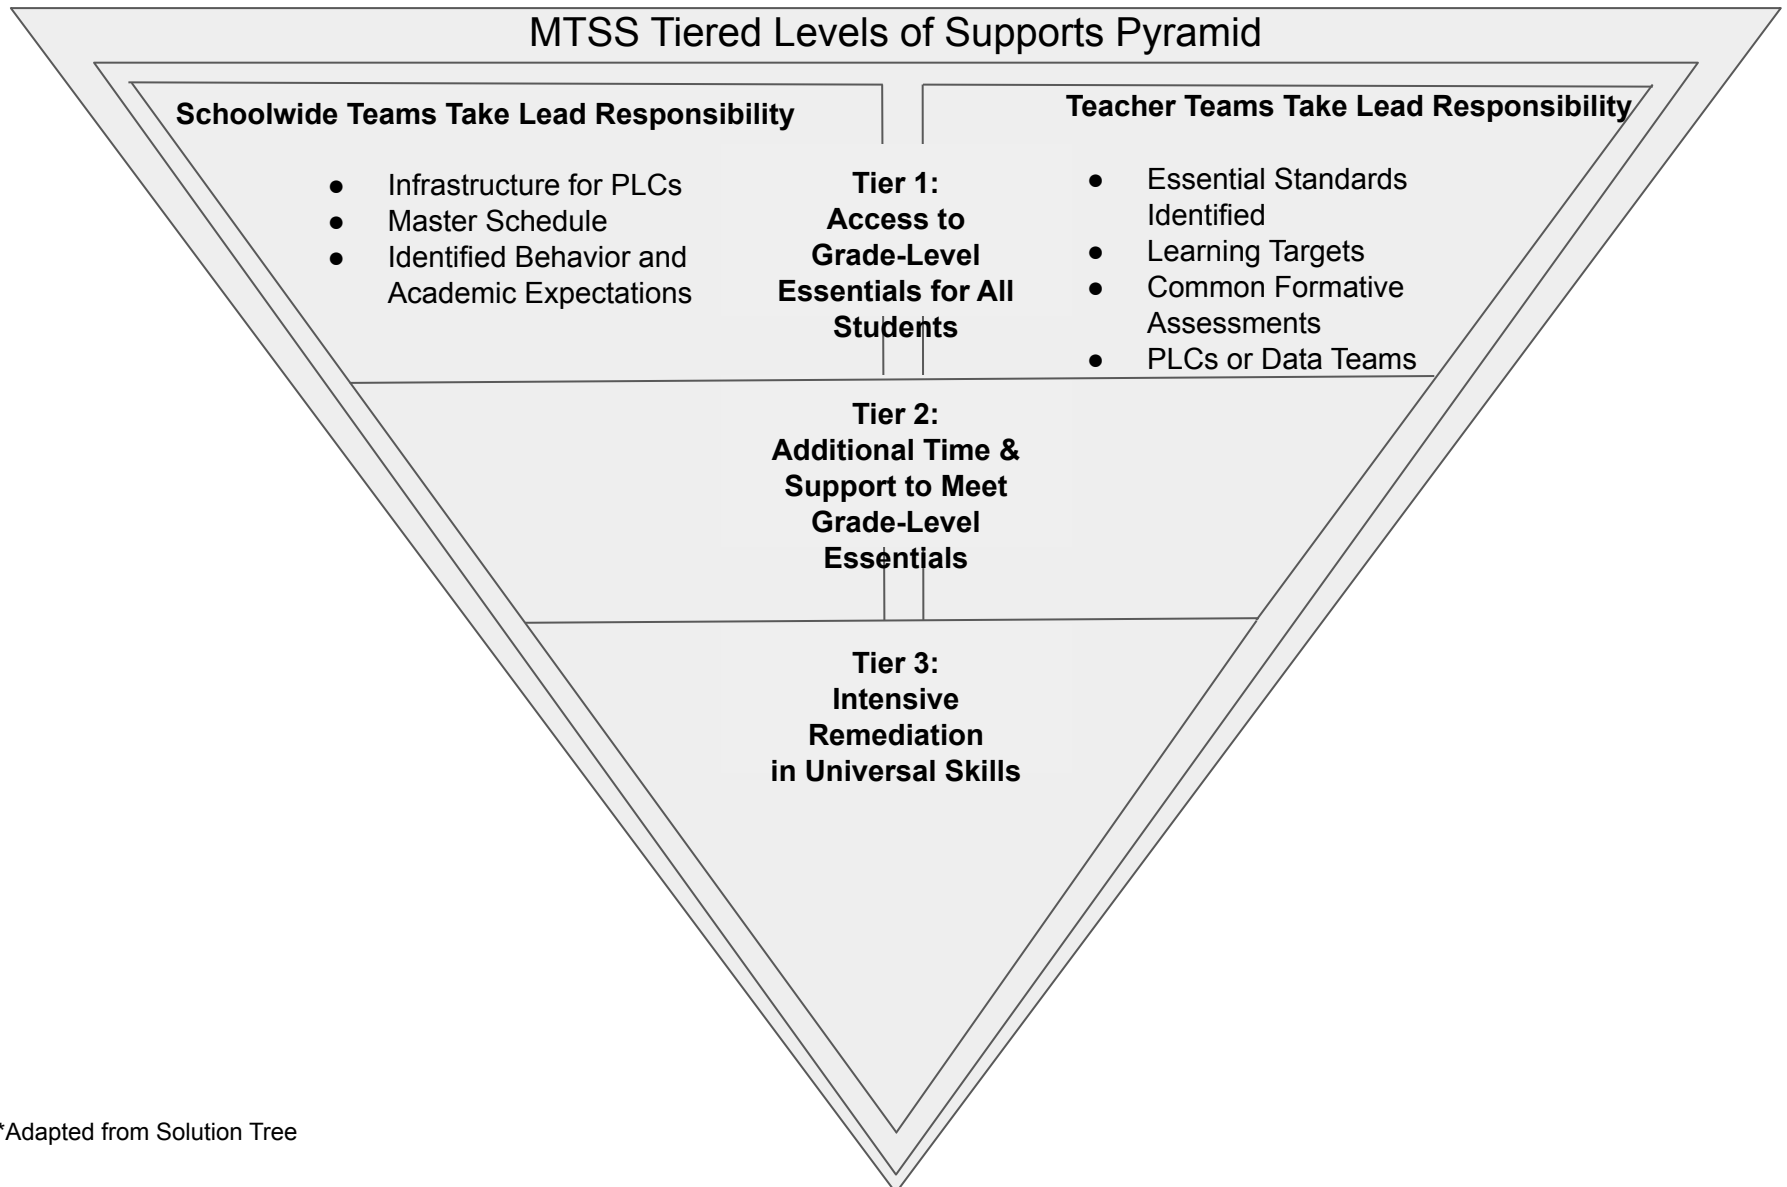 MTSS Tiered Levels of Supports Pyramid
Schoolwide Teams Take Lead Responsibility
● Infrastructure for PLCs
● Master Schedule
● Identified Behavior and
Academic Expectations
Tier 1:
Access to
Grade-Level
Essentials for All
Students
Teacher Teams Take Lead Responsibility
● Essential Standards
Identified
● Learning Targets
● Common Formative
Assessments
● PLCs or Data Teams
Tier 2:
Additional Time &
Support to Meet
Grade-Level
Essentials
Tier 3:
Intensive
Remediation
in Universal Skills
*Adapted from Solution Tree